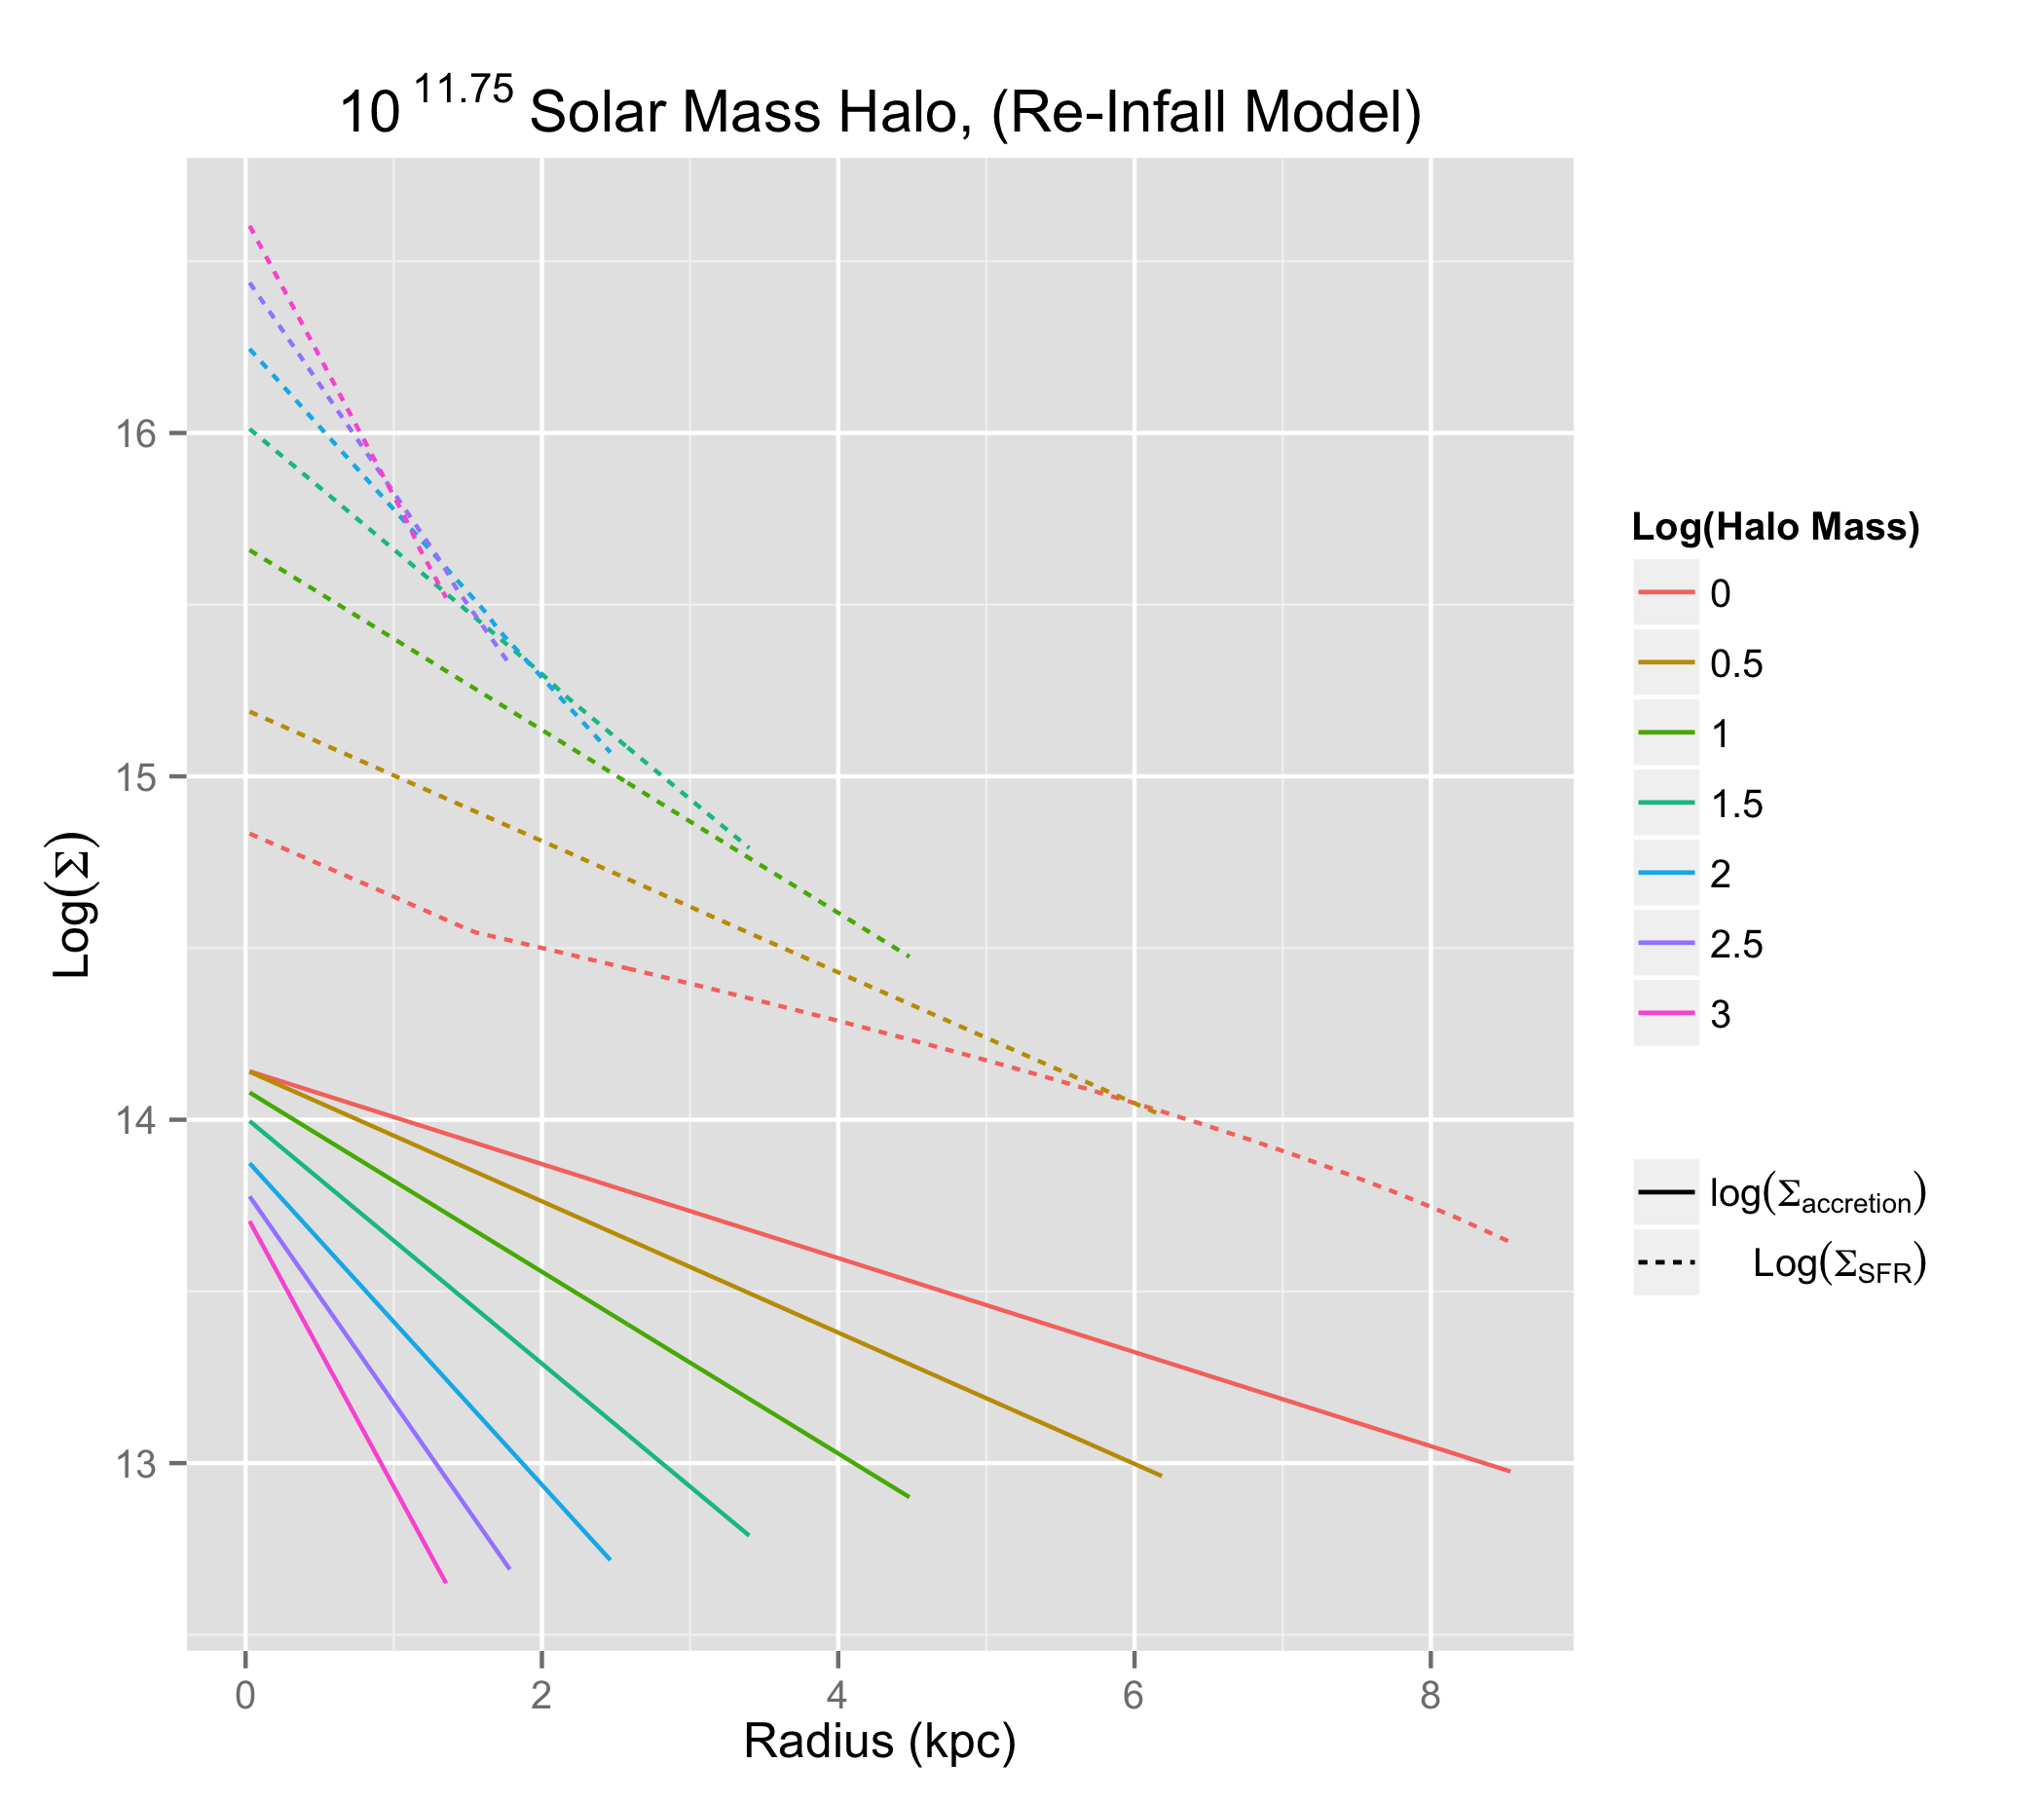 10^11.75 Solar Mass Halo, (Re-Infall Model)
16
15
14
13
Log(Σ)
0 2 4 6 8
Radius (kpc)
Log(Halo Mass)
0
0.5
1
1.5
2
2.5
3
log(Σaccretion)
Log(ΣSFR)